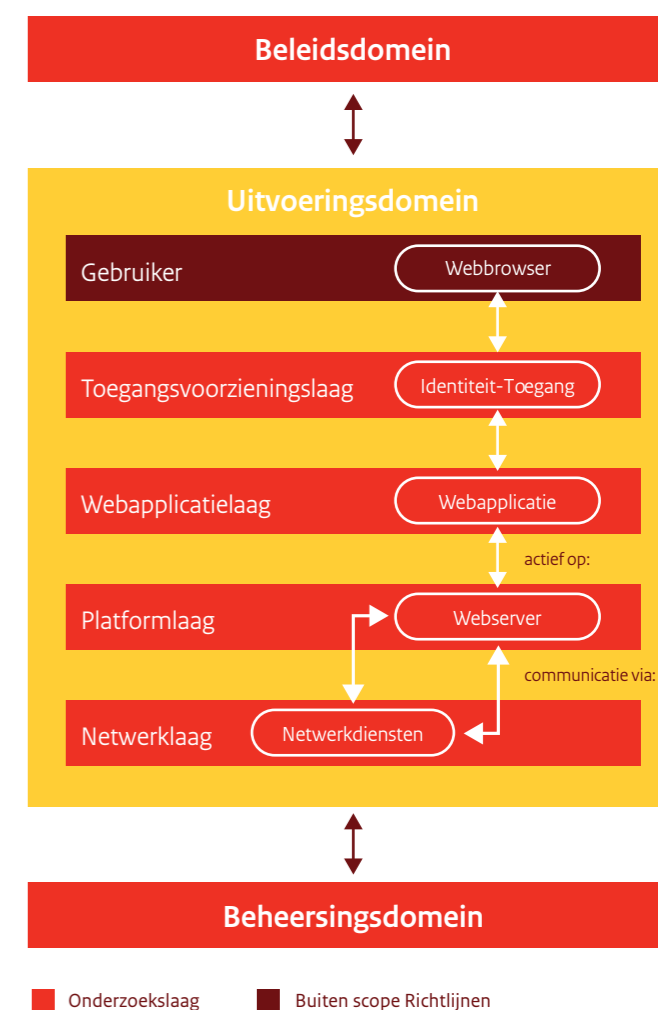 Beleidsdomein
Uitvoeringsdomein
Gebruiker
Webbrowser
Toegangsvoorzieningslaag
Identiteit-Toegang
Webapplicatielaag
Webapplicatie
actief op:
Platformlaag
Webserver
communicatie via:
Netwerklaag
Netwerkdiensten
Beheersingsdomein
Onderzoekslaag
Buiten scope Richtlijnen